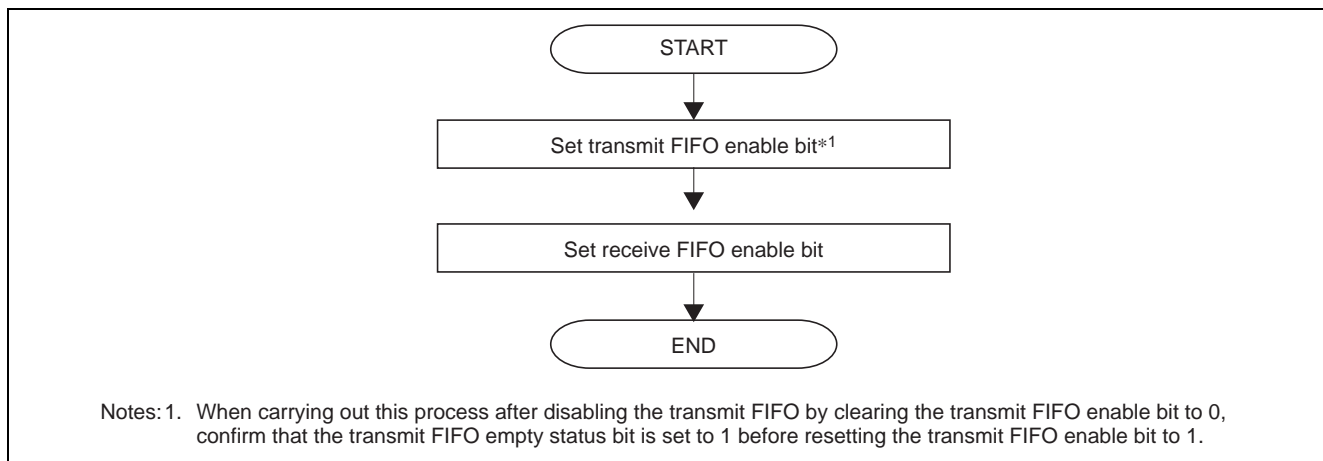 START
Set transmit FIFO enable bit*1
Set receive FIFO enable bit
END
Notes: 1. When carrying out this process after disabling the transmit FIFO by clearing the transmit FIFO enable bit to 0,
confirm that the transmit FIFO empty status bit is set to 1 before resetting the transmit FIFO enable bit to 1.